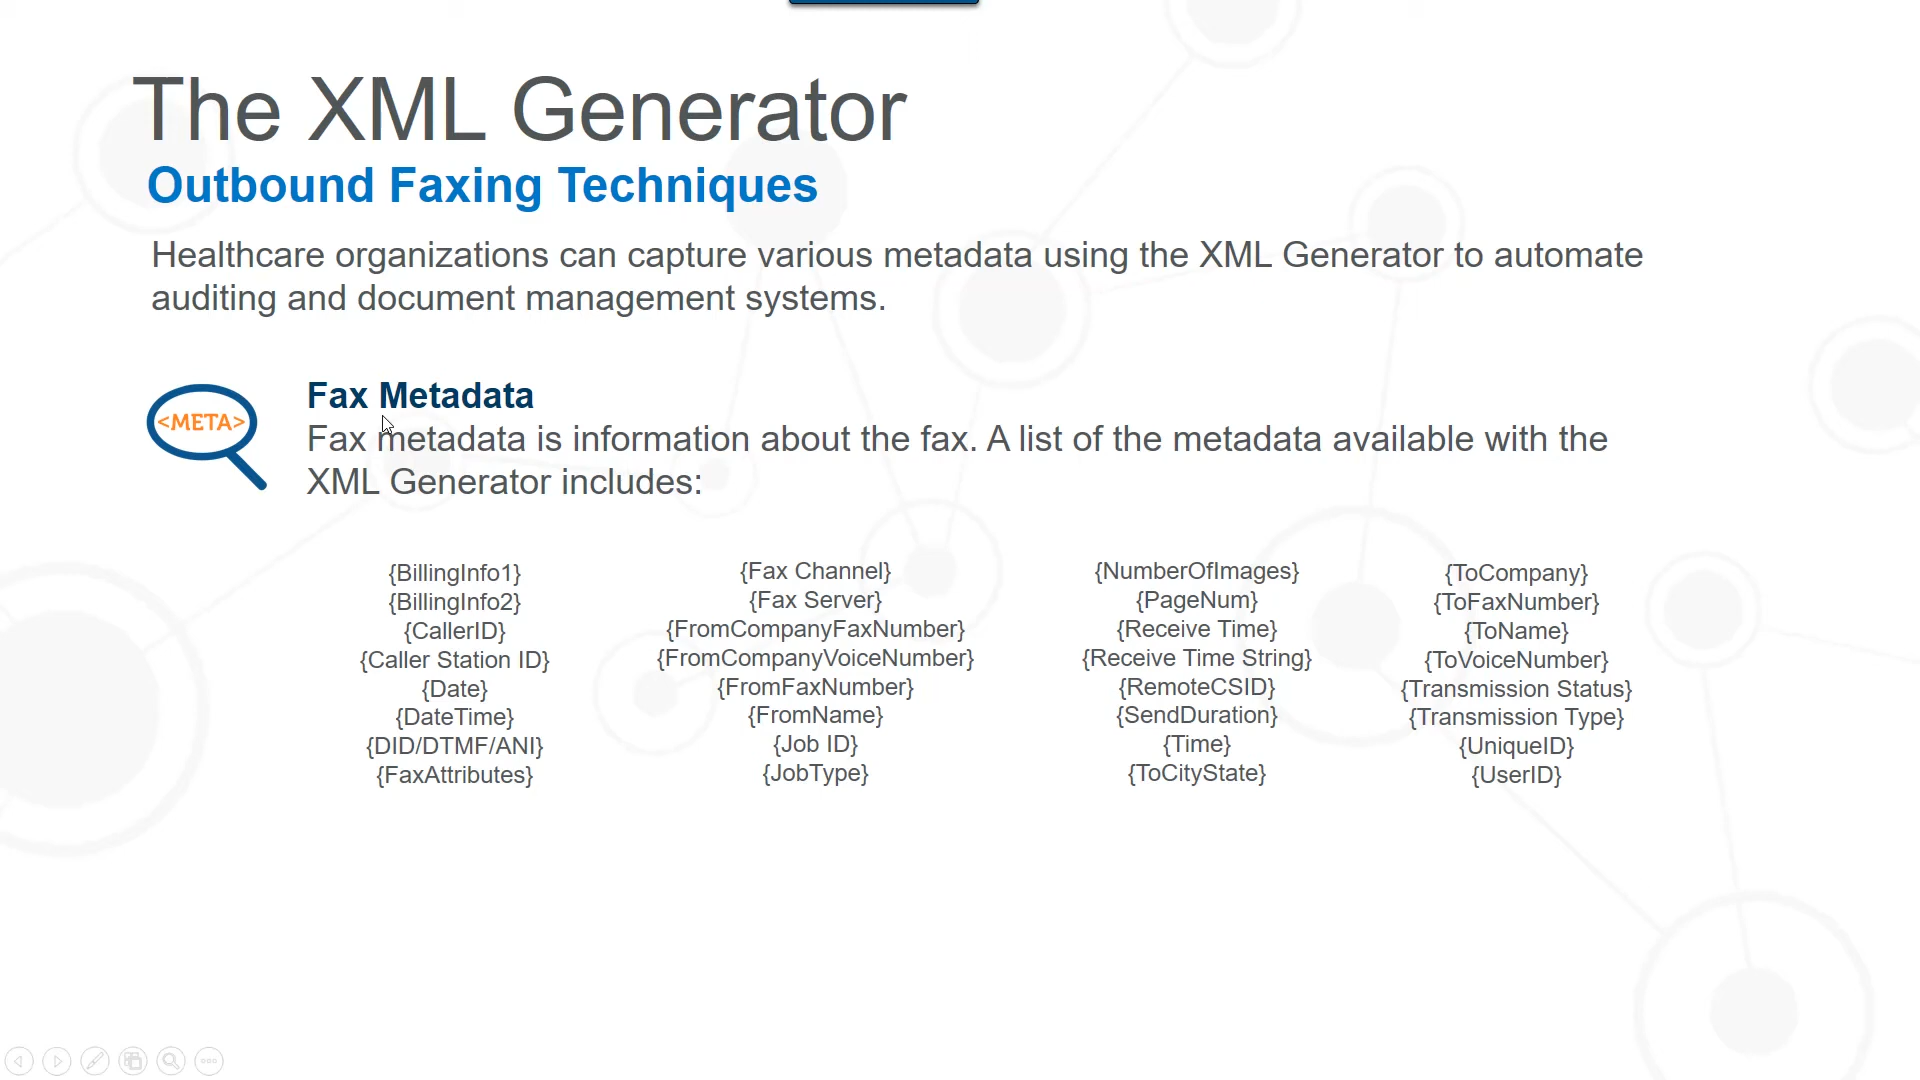 The XML Generator
Outbound Faxing Techniques
Healthcare organizations can capture various metadata using the XML Generator to automate
auditing and document management systems.
<META>
Fax Metadata
Fax metadata is information about the fax. A list of the metadata available with the
XML Generator includes:
{BillingInfo1}
{BillingInfo2}
{CallerID}
{Caller Station ID}
{Date}
{DateTime}
{DID/DTMF/ANI}
{FaxAttributes}
{Fax Channel}
{Fax Server}
{FromCompanyFaxNumber}
{FromCompanyVoiceNumber}
{FromFaxNumber}
{FromName}
{Job ID}
{JobType}
{NumberOfImages}
{PageNum}
{Receive Time}
{Receive Time String}
{RemoteCSID}
{SendDuration}
{Time}
{ToCityState}
{ToCompany}
{ToFaxNumber}
{ToName}
{ToVoiceNumber}
{Transmission Status}
{Transmission Type}
{UniqueID}
{UserID}